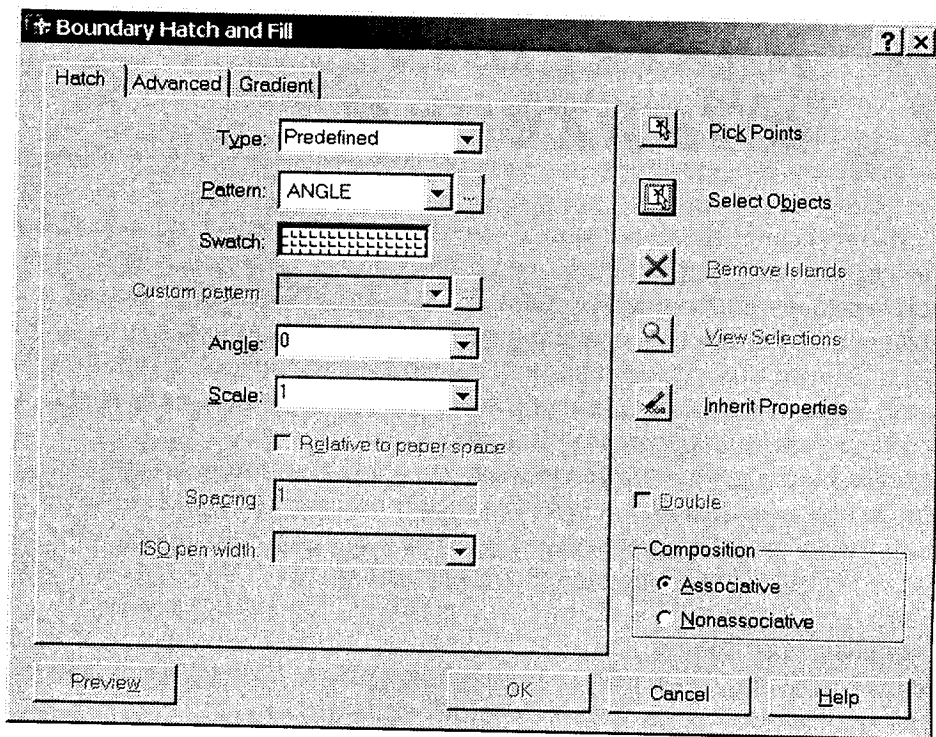 Boundary Hatch and Fill
Hatch Advanced Gradient
Type: Predefined
Pattern: ANGLE ...
Swatch:
Custom pattern: ...
Angle: 0
Scale: 1
Relative to paper space
Spacing: 1
ISO pen width:
Pick Points
Select Objects
Remove Islands
View Selections
Inherit Properties
Double
Composition
Associative
Nonassociative
Preview OK Cancel Help